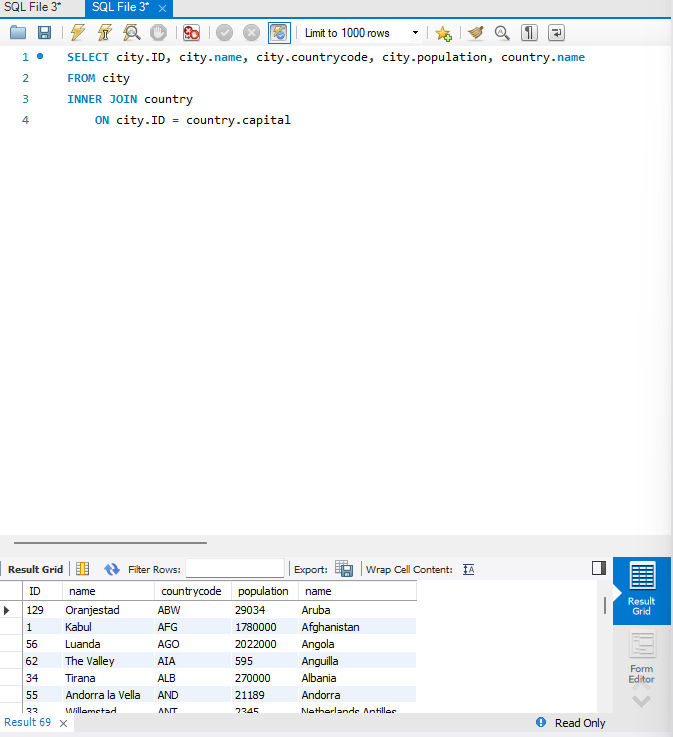 SQL File 3* SQL File 3* ×
Limit to 1000 rows
1 SELECT city.ID, city.name, city.countrycode, city.population, country.name
2 FROM city
3 INNER JOIN country
4 ON city.ID = country.capital
Result Grid Filter Rows: Export: Wrap Cell Content: IA
ID name countrycode population name
129 Oranjestad ABW 29034 Aruba
1 Kabul AFG 1780000 Afghanistan
56 Luanda AGO 2022000 Angola
62 The Valley AIA 595 Anguilla
34 Tirana ALB 270000 Albania
55 Andorra la Vella AND 21189 Andorra
33 Willemstad ANT 2345 Netherlands Antilles
Result
Grid
Form
Editor
Result 69 × Read Only